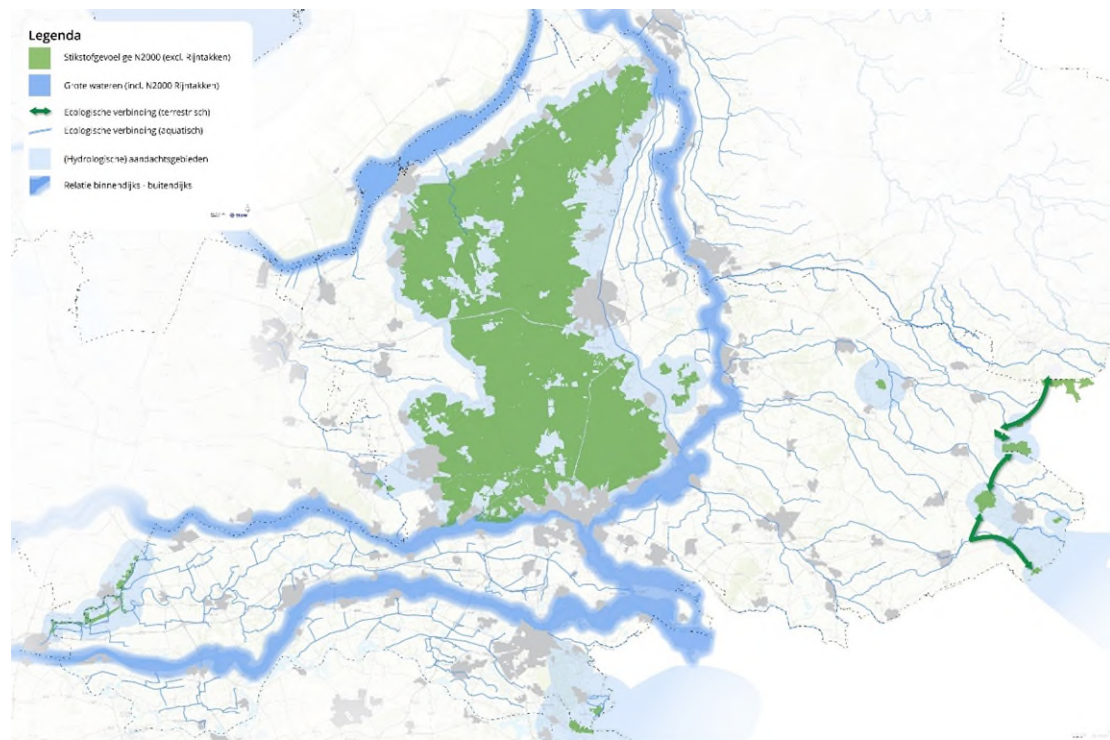 Legenda
Stikstofgevoelige N2000 (excl. Rijntakken)
Grote wateren (incl. N2000 Rijntakken)
Ecologische verbinding (terrestrisch)
Ecologische verbinding (aquatisch)
(Hydrologische) aandachtsgebieden
Relatie binnendijks - buitendijks